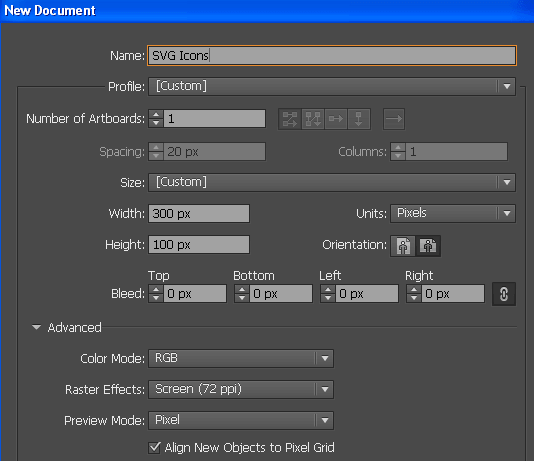 New Document
Name: SVG Icons
Profile: [Custom]
Number of Artboards: 1
Spacing: 20 px Columns: 1
Size: [Custom]
Width: 300 px Units: Pixels
Height: 100 px Orientation:
Top Bottom Left Right
Bleed: 0 px 0 px 0 px 0 px
Advanced
Color Mode: RGB
Raster Effects: Screen (72 ppi)
Preview Mode: Pixel
Align New Objects to Pixel Grid